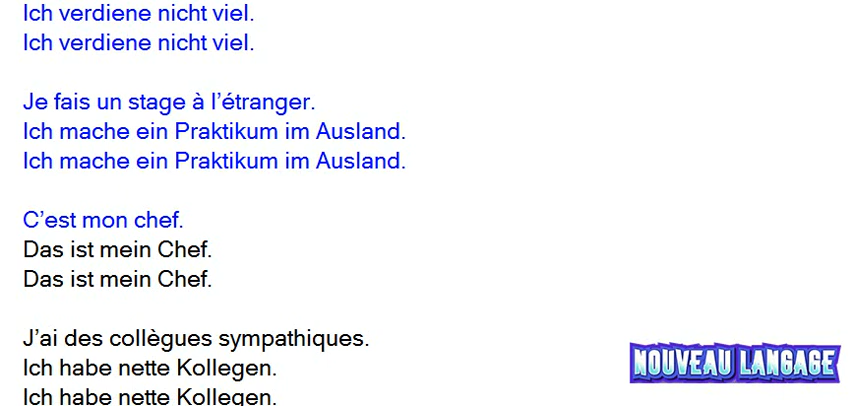 Ich verdiene nicht viel.
Ich verdiene nicht viel.
Je fais un stage à l’étranger.
Ich mache ein Praktikum im Ausland.
Ich mache ein Praktikum im Ausland.
C’est mon chef.
Das ist mein Chef.
Das ist mein Chef.
J’ai des collègues sympathiques.
Ich habe nette Kollegen.
Ich habe nette Kollegen.
NOUVEAU LANGAGE